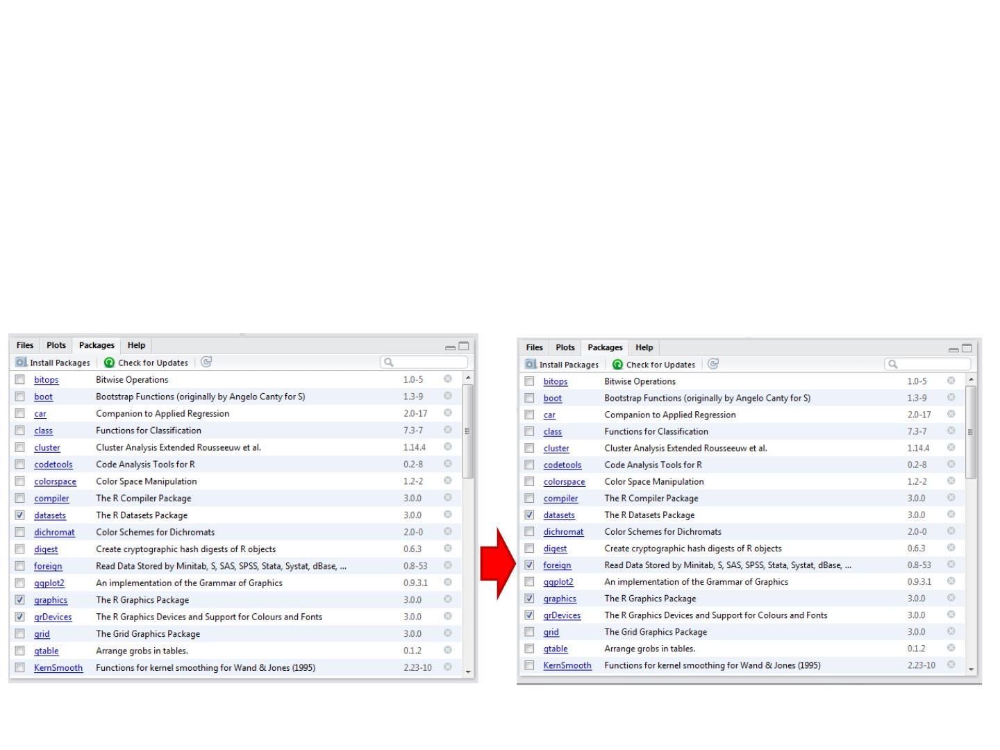 Files Plots Packages Help
Install Packages Check for Updates
bitops Bitwise Operations 1.0-5
boot Bootstrap Functions (originally by Angelo Canty for S) 1.3-9
car Companion to Applied Regression 2.0-17
class Functions for Classification 7.3-7
cluster Cluster Analysis Extended Rousseeuw et al. 1.14.4
codetools Code Analysis Tools for R 0.2-8
colorspace Color Space Manipulation 1.2-2
compiler The R Compiler Package 3.0.0
datasets The R Datasets Package 3.0.0
dichromat Color Schemes for Dichromats 2.0-0
digest Create cryptographic hash digests of R objects 0.6.3
foreign Read Data Stored by Minitab, S, SAS, SPSS, Stata, Systat, dBase, ... 0.8-53
ggplot2 An implementation of the Grammar of Graphics 0.9.3.1
graphics The R Graphics Package 3.0.0
grDevices The R Graphics Devices and Support for Colours and Fonts 3.0.0
grid The Grid Graphics Package 3.0.0
gtable Arrange grobs in tables. 0.1.2
KernSmooth Functions for kernel smoothing for Wand & Jones (1995) 2.23-10
Files Plots Packages Help
Install Packages Check for Updates
bitops Bitwise Operations 1.0-5
boot Bootstrap Functions (originally by Angelo Canty for S) 1.3-9
car Companion to Applied Regression 2.0-17
class Functions for Classification 7.3-7
cluster Cluster Analysis Extended Rousseeuw et al. 1.14.4
codetools Code Analysis Tools for R 0.2-8
colorspace Color Space Manipulation 1.2-2
compiler The R Compiler Package 3.0.0
datasets The R Datasets Package 3.0.0
dichromat Color Schemes for Dichromats 2.0-0
digest Create cryptographic hash digests of R objects 0.6.3
foreign Read Data Stored by Minitab, S, SAS, SPSS, Stata, Systat, dBase, ... 0.8-53
ggplot2 An implementation of the Grammar of Graphics 0.9.3.1
graphics The R Graphics Package 3.0.0
grDevices The R Graphics Devices and Support for Colours and Fonts 3.0.0
grid The Grid Graphics Package 3.0.0
gtable Arrange grobs in tables. 0.1.2
KernSmooth Functions for kernel smoothing for Wand & Jones (1995) 2.23-10